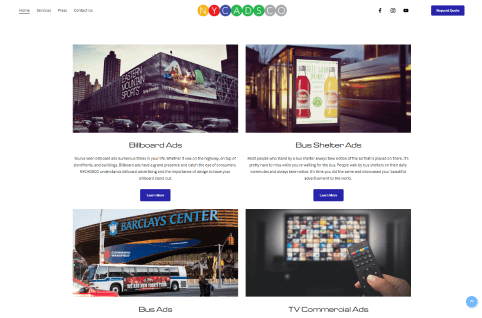 Home Services Press Contact Us
NYCADSCO
Request Quote
EASTERN
MOUNTAIN
SPORTS
Billboard Ads
Bus Shelter Ads
You've seen billboard ads numerous times in your life. Whether it was on the highway, on top of
storefronts, and buildings. Billboard ads have a grand presence and catch the eye of consumers.
NYCADSCO understands billboard advertising and the importance of design to have your
billboard stand out.
Most people who stand by a bus shelter always take notice of the ad that is placed on them. It's
pretty hard to miss while you're waiting for the bus. People walk by bus shelters on their daily
commutes and always take notice. It's time you did the same and showcased your beautiful
advertisement to the world.
Learn More
Learn More
BARCLAYS CENTER
CUSHMAN &
WAKEFIELD
Bus Ads
TV Commercial Ads